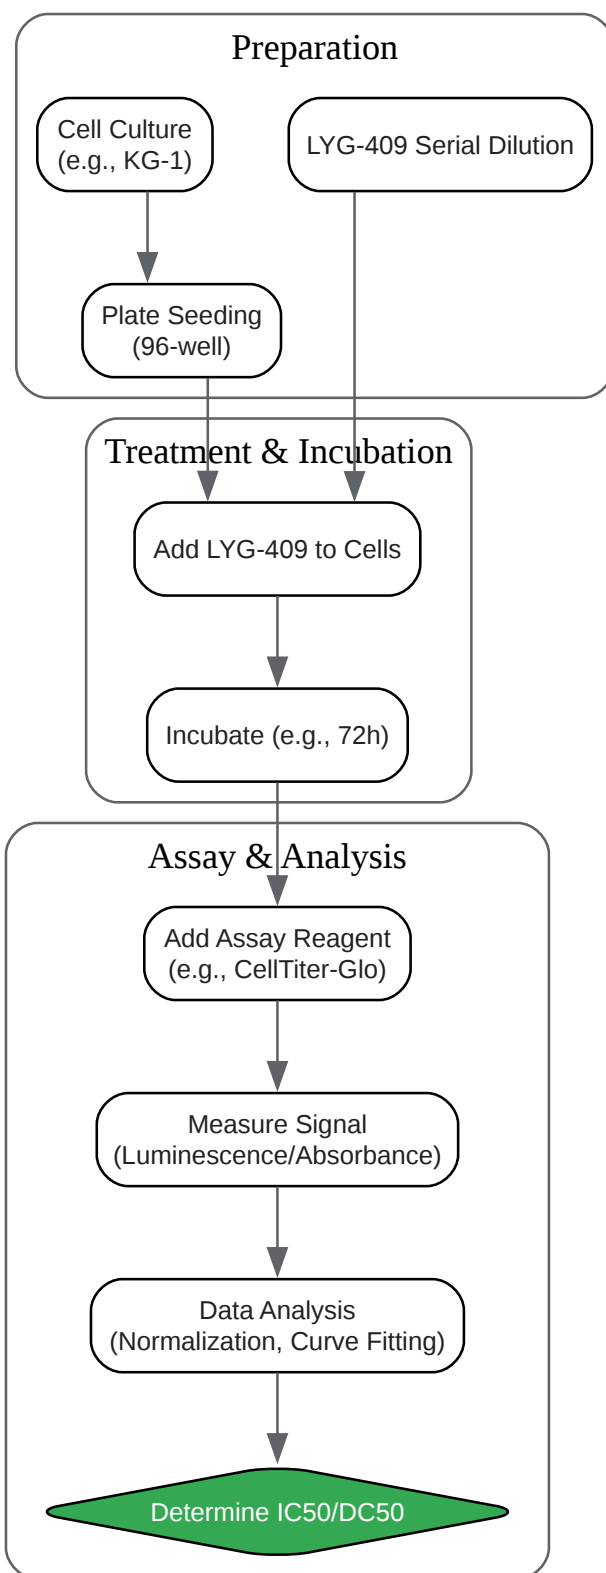 Preparation
Cell Culture
(e.g., KG-1)
LYG-409 Serial Dilution
Plate Seeding
(96-well)
Treatment & Incubation
Add LYG-409 to Cells
Incubate (e.g., 72h)
Assay & Analysis
Add Assay Reagent
(e.g., CellTiter-Glo)
Measure Signal
(Luminescence/Absorbance)
Data Analysis
(Normalization, Curve Fitting)
Determine IC50/DC50